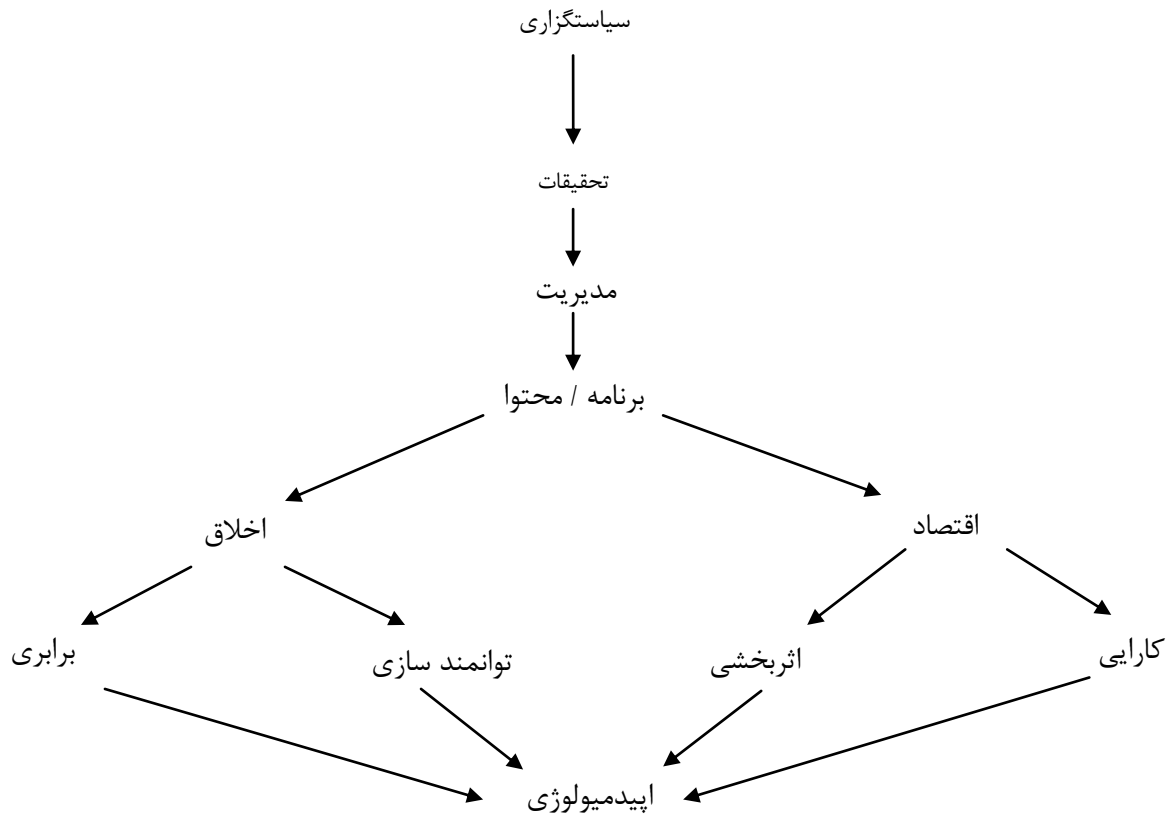 سیاستگزاری
تحقیقات
مدیریت
برنامه / محتوا
اقتصاد
اخلاق
کارایی
اثربخشی
توانمند سازی
برابری
اپیدمیولوژی